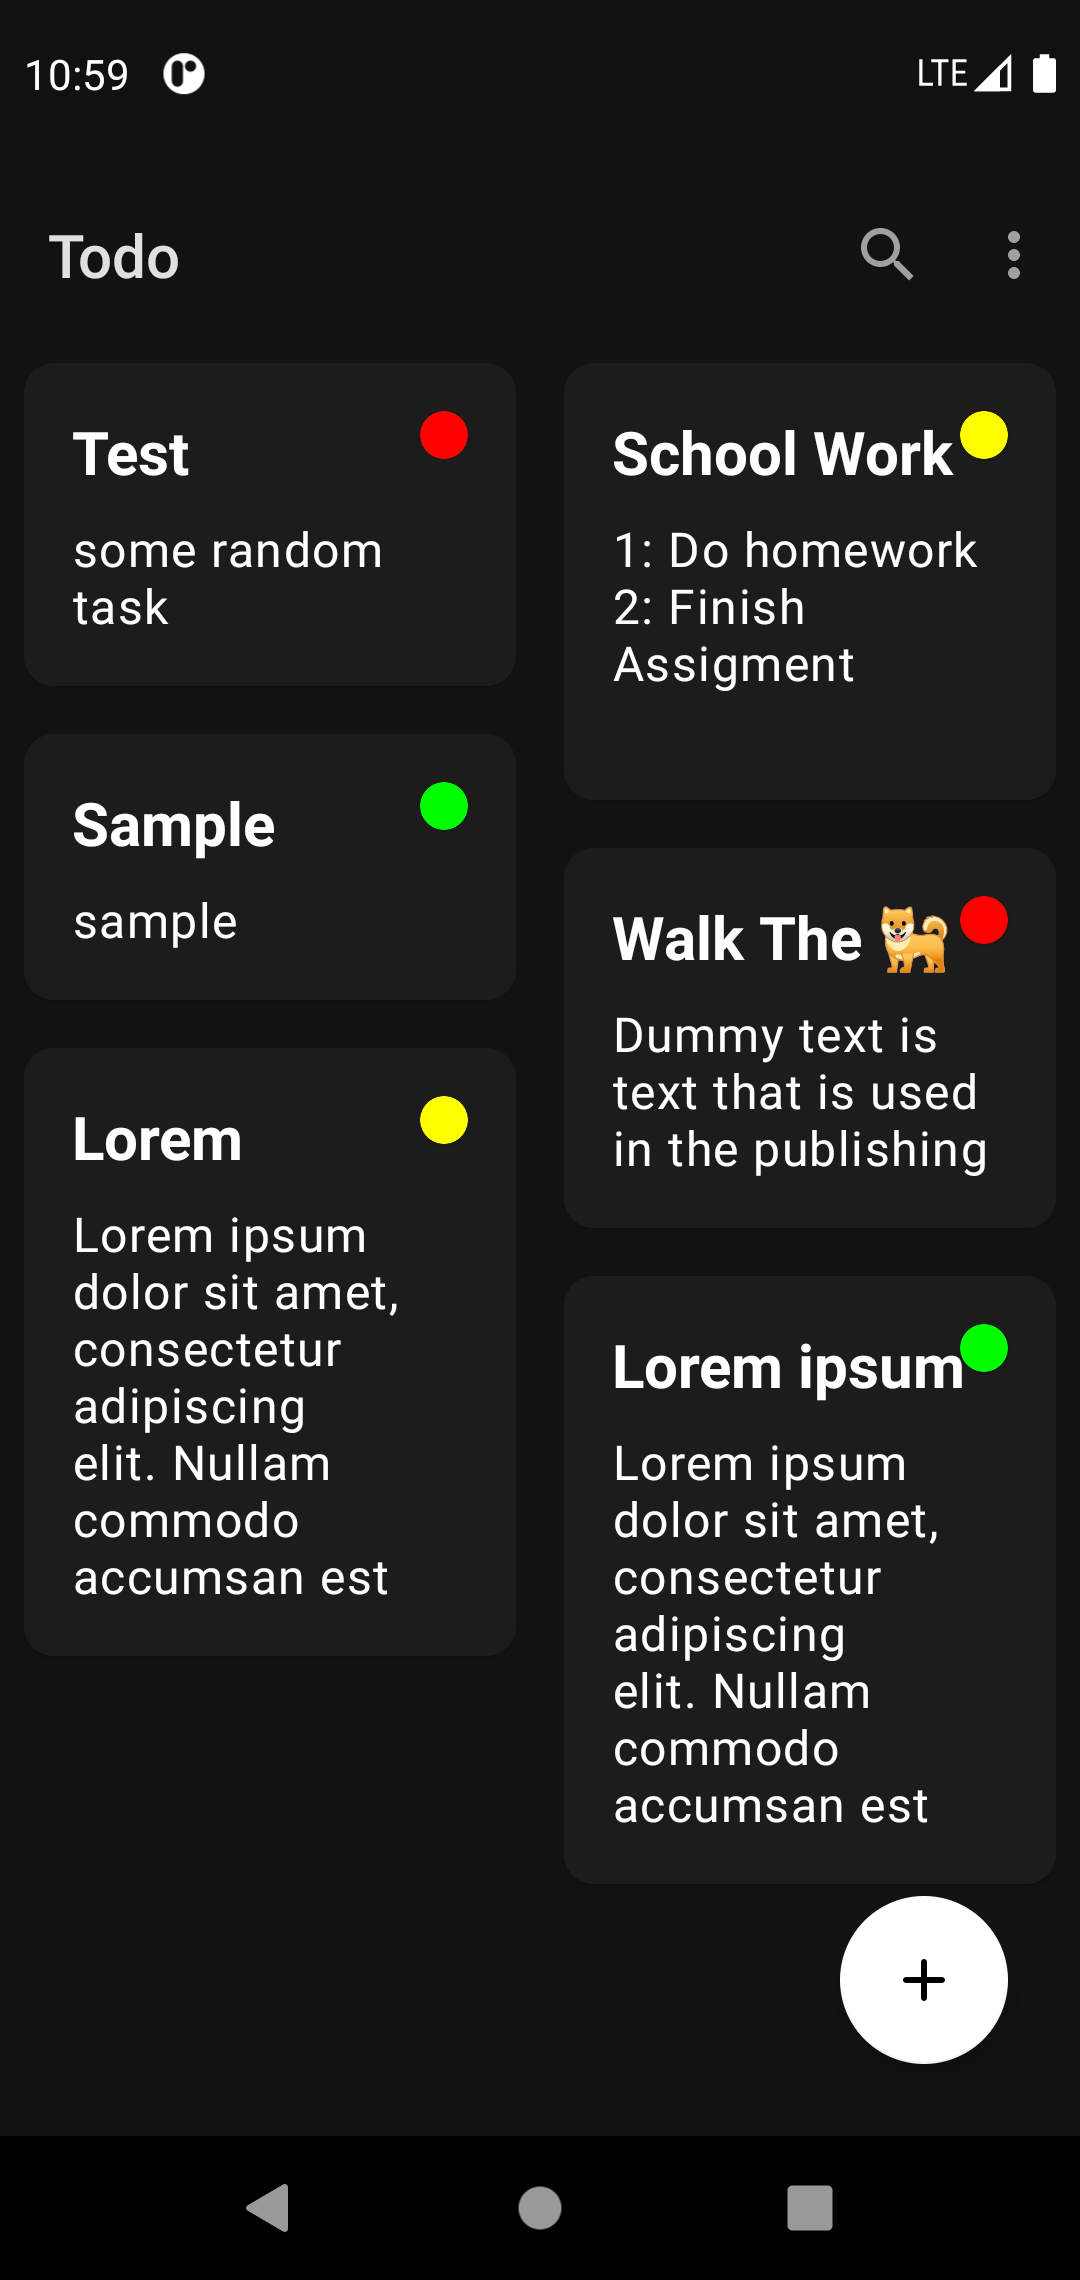 10:59
LTE
Todo
Test
some random
task
School Work
1: Do homework
2: Finish
Assigment
Sample
sample
Walk The 🐕
Dummy text is
text that is used
in the publishing
Lorem
Lorem ipsum
dolor sit amet,
consectetur
adipiscing
elit. Nullam
commodo
accumsan est
Lorem ipsum
Lorem ipsum
dolor sit amet,
consectetur
adipiscing
elit. Nullam
commodo
accumsan est